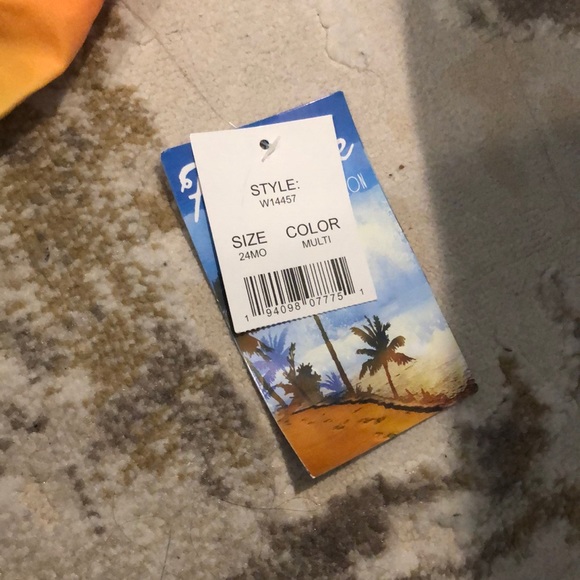 STYLE:
W14457
SIZE COLOR
24MO MULTI
1 94098 07775 1